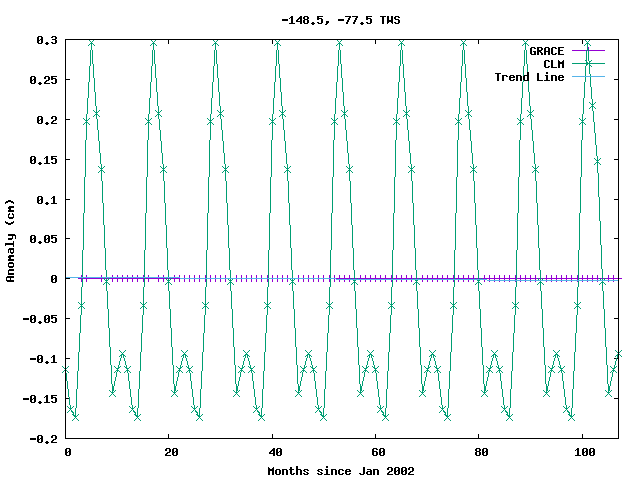 -148.5, -77.5 TWS
GRACE
CLM
Trend Line
0.3
0.25
0.2
0.15
0.1
0.05
0
-0.05
-0.1
-0.15
-0.2
Anomaly (cm)
0 20 40 60 80 100
Months since Jan 2002